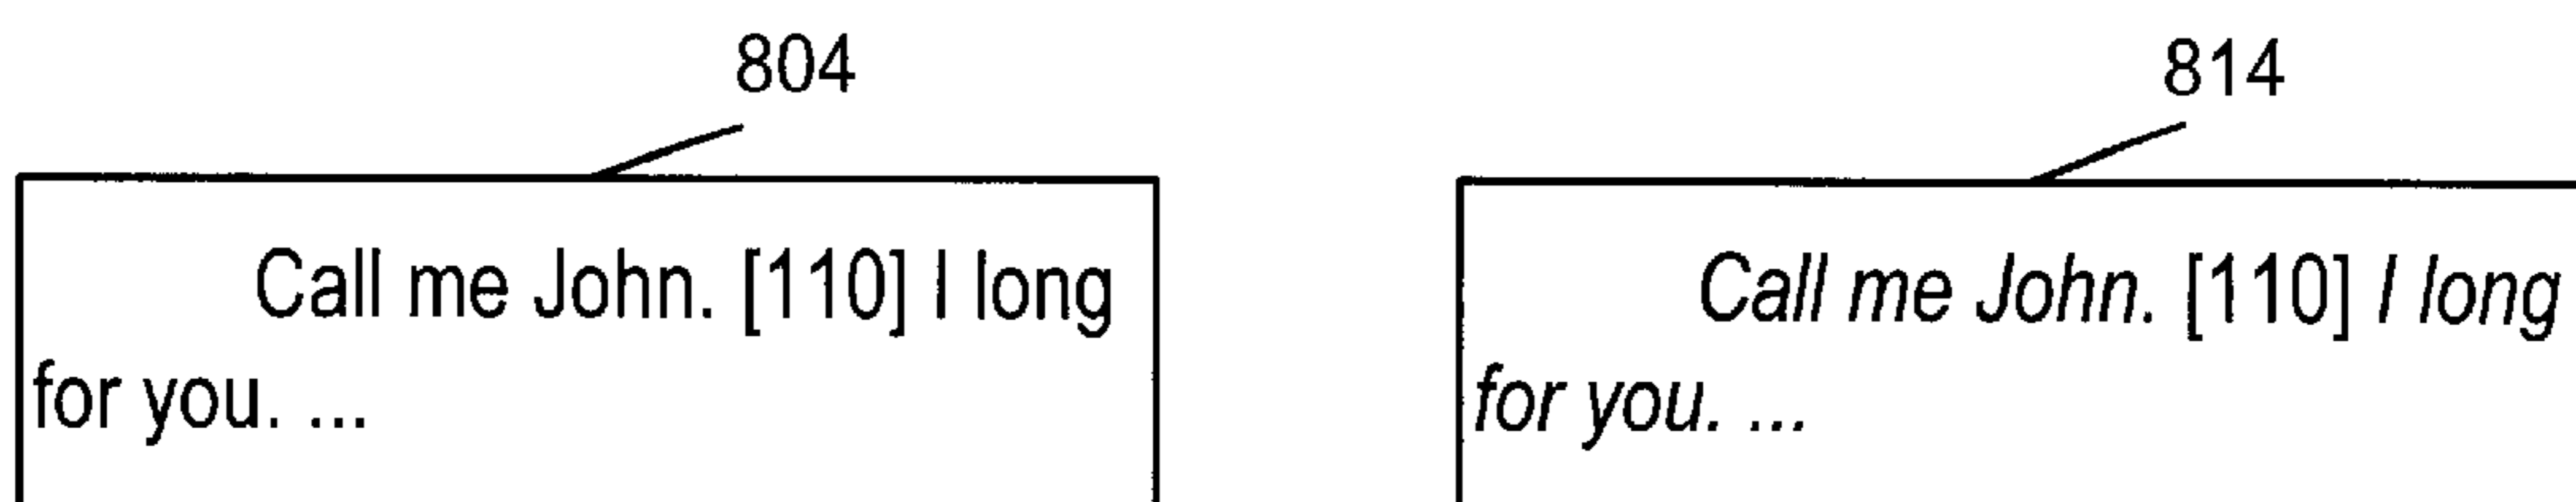 804
Call me John. [110] I long
for you. ...
814
Call me John. [110] I long
for you. ...